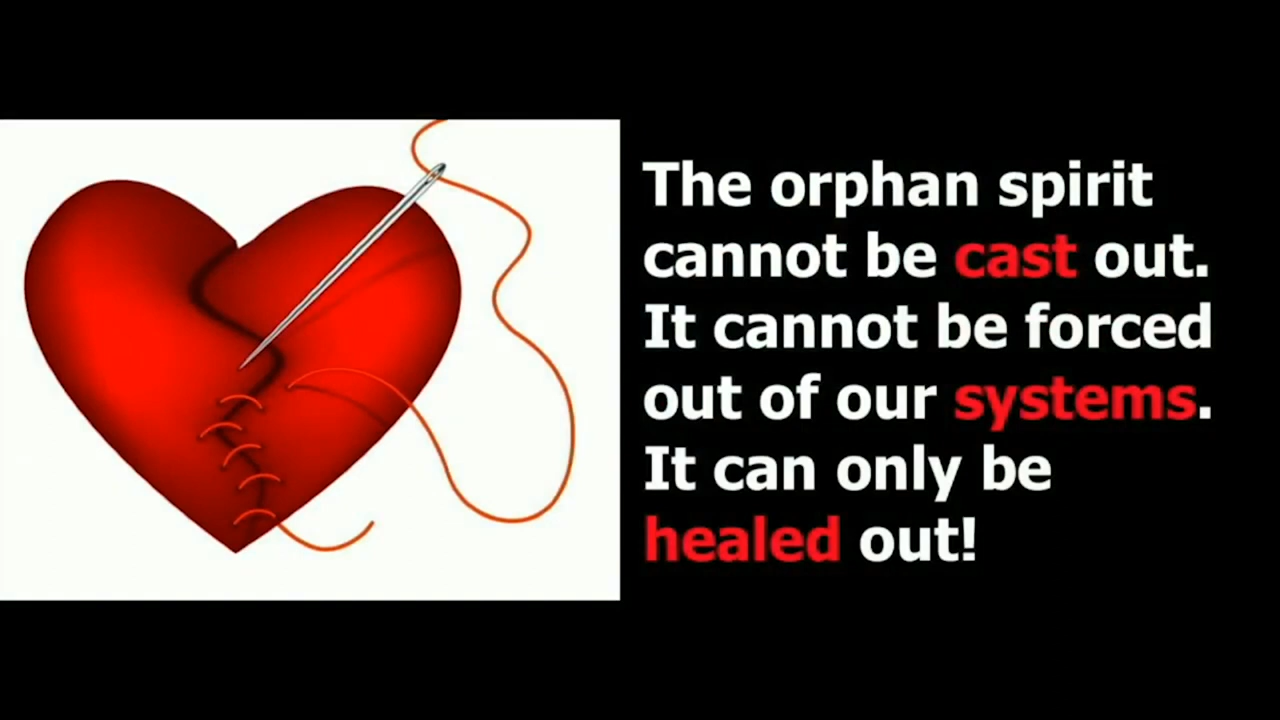 The orphan spirit
cannot be cast out.
It cannot be forced
out of our systems.
It can only be
healed out!